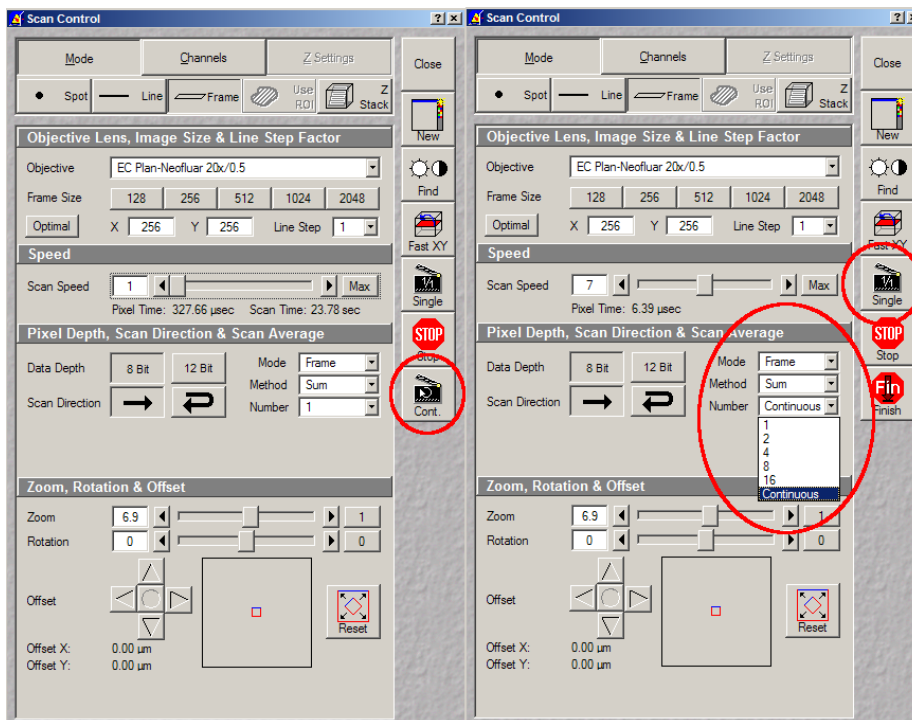 Scan Control
Mode Channels Z Settings
Close
Spot Line Frame Use ROI Z Stack
New
Objective Lens, Image Size & Line Step Factor
Objective EC Plan-Neofluar 20x/0.5
Find
Frame Size 128 256 512 1024 2048
Optimal X 256 Y 256 Line Step 1
Fast XY
Speed
Scan Speed 1 Max
Single
Pixel Time: 327.66 µsec Scan Time: 23.78 sec
Pixel Depth, Scan Direction & Scan Average
STOP
Stop
Data Depth 8 Bit 12 Bit Mode Frame
Method Sum
Scan Direction Number 1
Cont.
Zoom, Rotation & Offset
Zoom 6.9 1
Rotation 0 0
Offset
Reset
Offset X: 0.00 µm
Offset Y: 0.00 µm
Scan Control
Mode Channels Z Settings
Close
Spot Line Frame Use ROI Z Stack
New
Objective Lens, Image Size & Line Step Factor
Objective EC Plan-Neofluar 20x/0.5
Find
Frame Size 128 256 512 1024 2048
Optimal X 256 Y 256 Line Step 1
Fast XY
Speed
Scan Speed 7 Max
1/1
Single
Pixel Time: 6.39 µsec
Pixel Depth, Scan Direction & Scan Average
STOP
Stop
Data Depth 8 Bit 12 Bit Mode Frame
Method Sum
Scan Direction Number Continuous
Fin
Finish
1
2
4
8
16
Continuous
Zoom, Rotation & Offset
Zoom 6.9 1
Rotation 0 0
Offset
Reset
Offset X: 0.00 µm
Offset Y: 0.00 µm